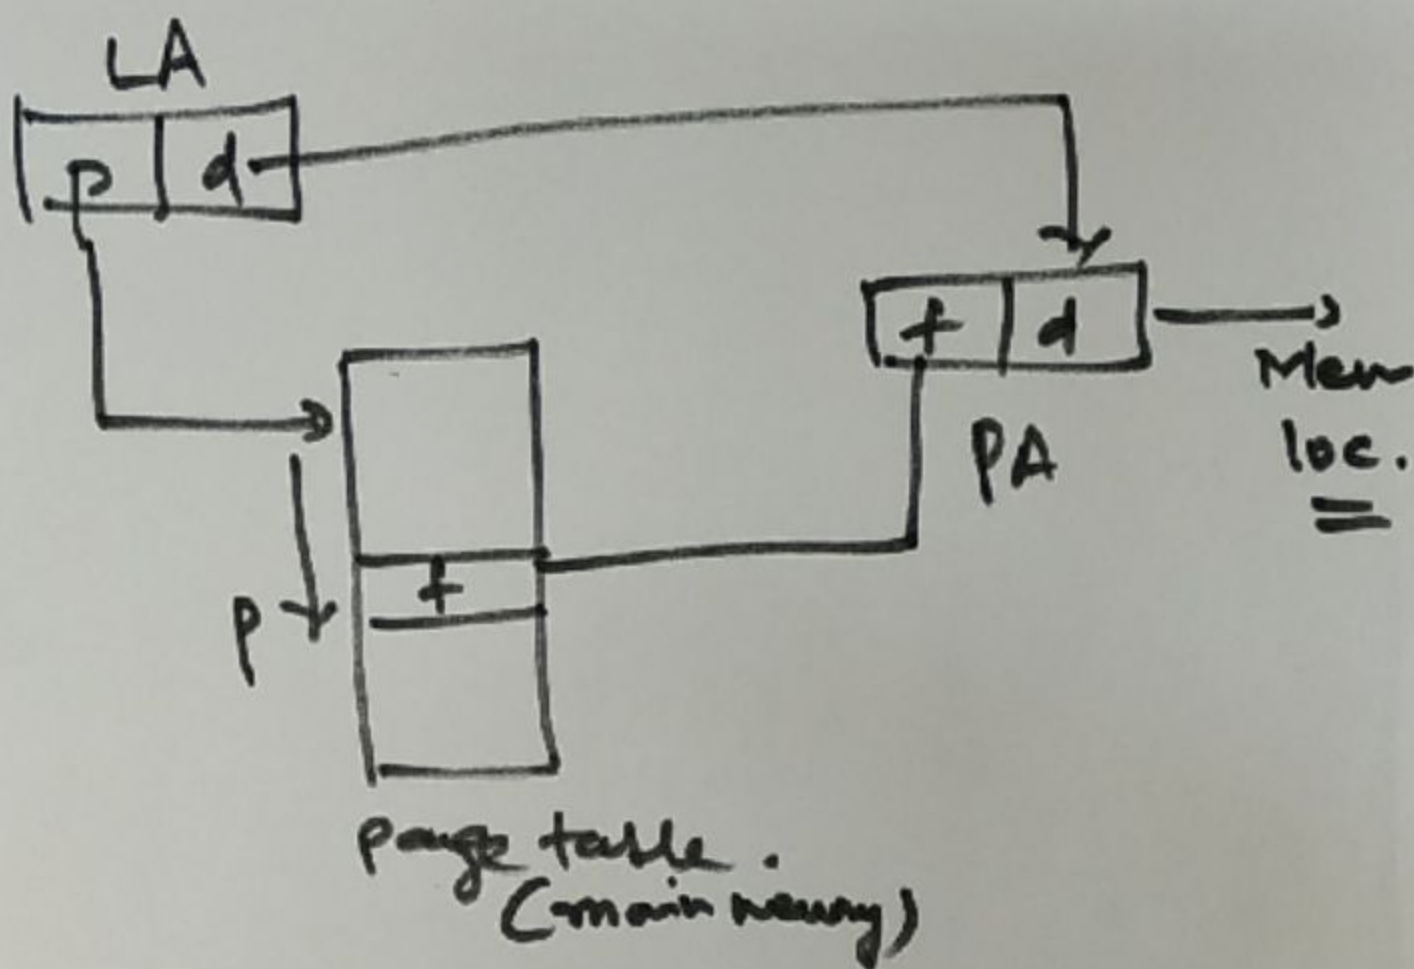 LA
p d
f d
PA
Mem
loc.
f
p
page table.
(main memory)